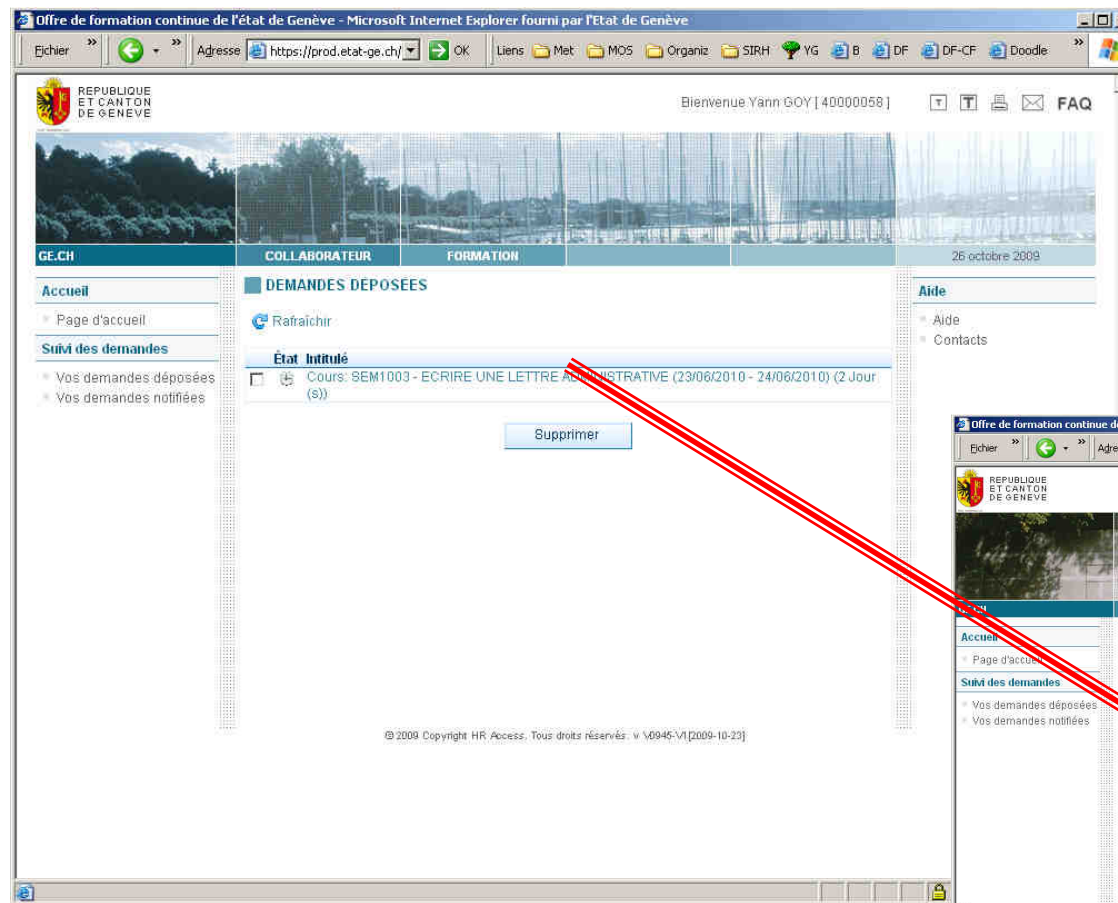 Offre de formation continue de l'état de Genève - Microsoft Internet Explorer fourni par l'Etat de Genève
Fichier » Adresse https://prod.etat-ge.ch/ OK Liens Met MOS Organiz SIRH YG B DF DF-CF Doodle »
REPUBLIQUE
ET CANTON
DE GENEVE
Bienvenue Yann GOY [ 40000058 ]
T T FAQ
GE.CH COLLABORATEUR FORMATION 26 octobre 2009
Accueil
Page d'accueil
Suivi des demandes
Vos demandes déposées
Vos demandes notifiées
DEMANDES DÉPOSÉES
Rafraîchir
État Intitulé
Cours: SEM1003 - ECRIRE UNE LETTRE ADMINISTRATIVE (23/06/2010 - 24/06/2010) (2 Jour
(s))
Supprimer
Aide
Aide
Contacts
© 2009 Copyright HR Access. Tous droits réservés. v. V0945-V1[2009-10-23]
Offre de formation continue de
Fichier » Adre
REPUBLIQUE
ET CANTON
DE GENEVE
Accueil
Page d'accueil
Suivi des demandes
Vos demandes déposées
Vos demandes notifiées